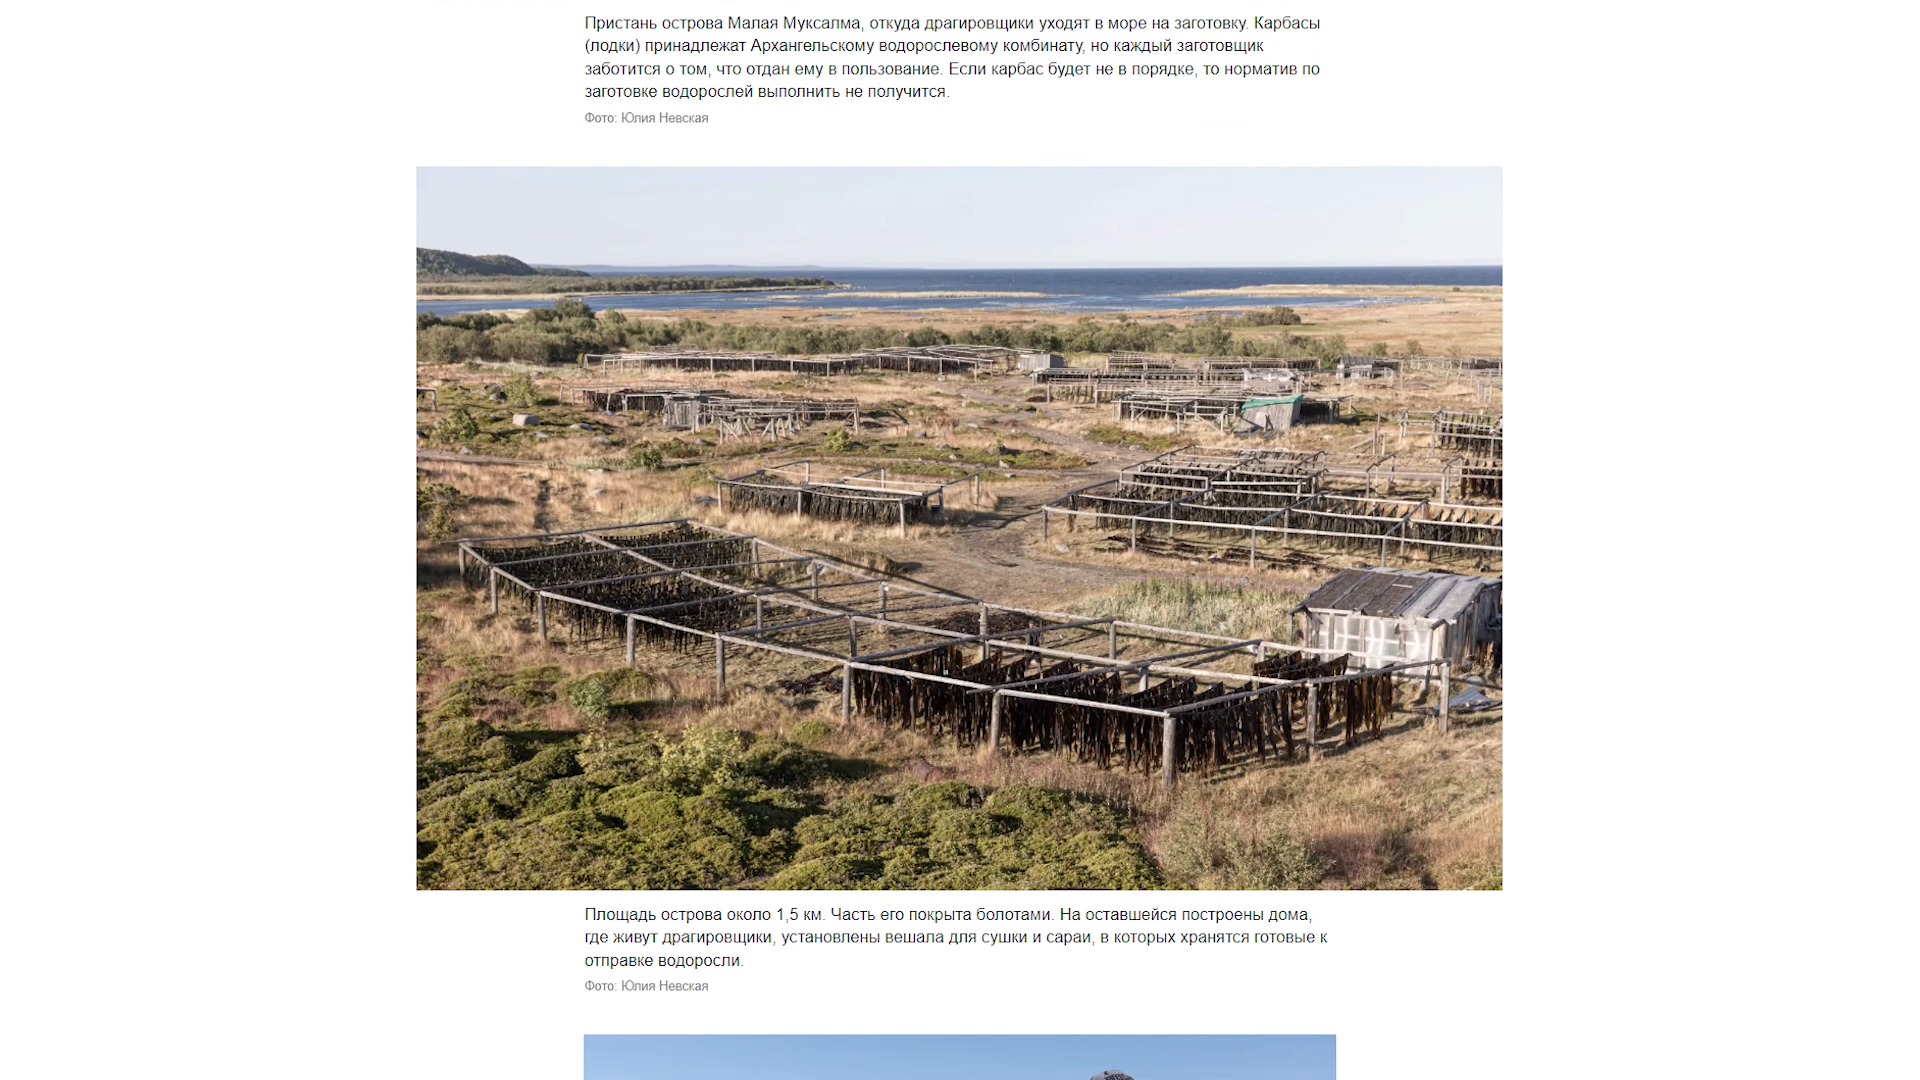 Пристань острова Малая Муксалма, откуда драгировщики уходят в море на заготовку. Карбасы
(лодки) принадлежат Архангельскому водорослевому комбинату, но каждый заготовщик
заботится о том, что отдан ему в пользование. Если карбас будет не в порядке, то норматив по
заготовке водорослей выполнить не получится.
Фото: Юлия Невская
Площадь острова около 1,5 км. Часть его покрыта болотами. На оставшейся построены дома,
где живут драгировщики, установлены вешала для сушки и сараи, в которых хранятся готовые к
отправке водоросли.
Фото: Юлия Невская